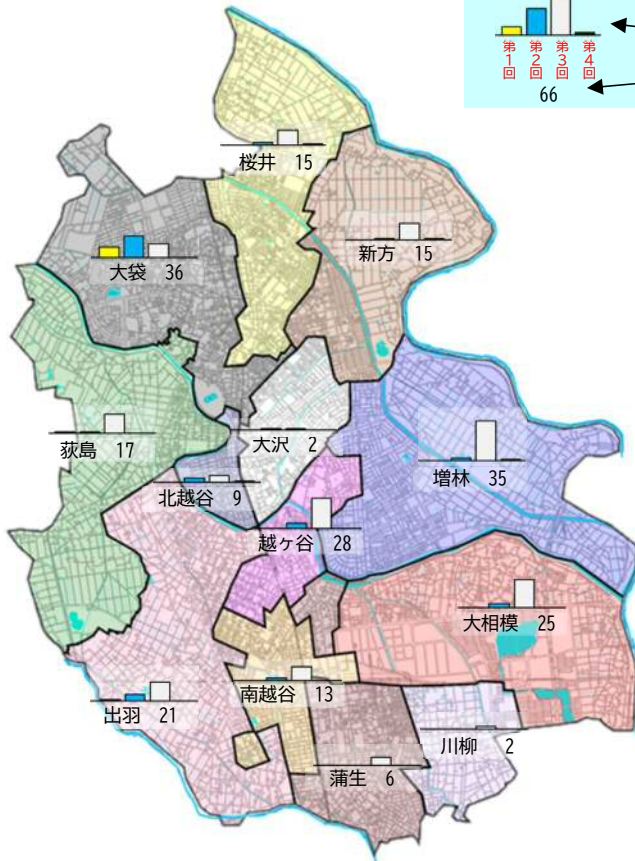 第1回
第2回
第3回
第4回
66
桜井 15
新方 15
大袋 36
荻島 17
大沢 2
増林 35
北越谷 9
越ヶ谷 28
大相模 25
南越谷 13
出羽 21
川柳 2
蒲生 6